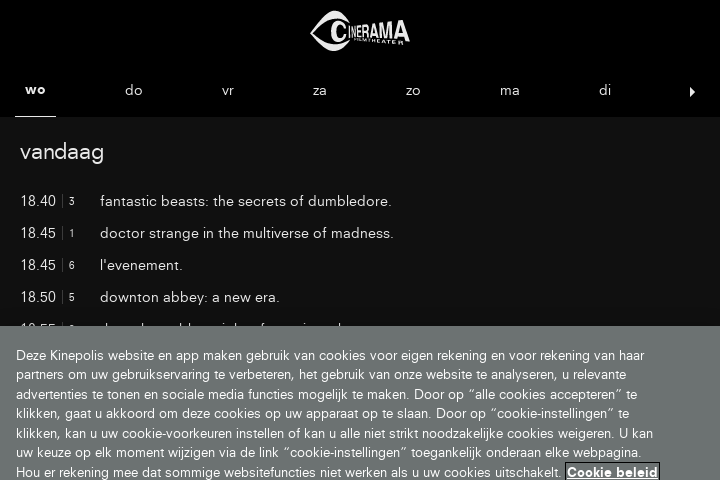 CINERAMA
FILMTHEATER
wo do vr za zo ma di
vandaag
18.40 3 fantastic beasts: the secrets of dumbledore.
18.45 1 doctor strange in the multiverse of madness.
18.45 6 l'evenement.
18.50 5 downton abbey: a new era.
Deze Kinepolis website en app maken gebruik van cookies voor eigen rekening en voor rekening van haar
partners om uw gebruikservaring te verbeteren, het gebruik van onze website te analyseren, u relevante
advertenties te tonen en sociale media functies mogelijk te maken. Door op “alle cookies accepteren” te
klikken, gaat u akkoord om deze cookies op uw apparaat op te slaan. Door op “cookie-instellingen” te
klikken, kan u uw cookie-voorkeuren instellen of kan u alle niet strikt noodzakelijke cookies weigeren. U kan
uw keuze op elk moment wijzigen via de link “cookie-instellingen” toegankelijk onderaan elke webpagina.
Hou er rekening mee dat sommige websitefuncties niet werken als u uw cookies uitschakelt. Cookie beleid